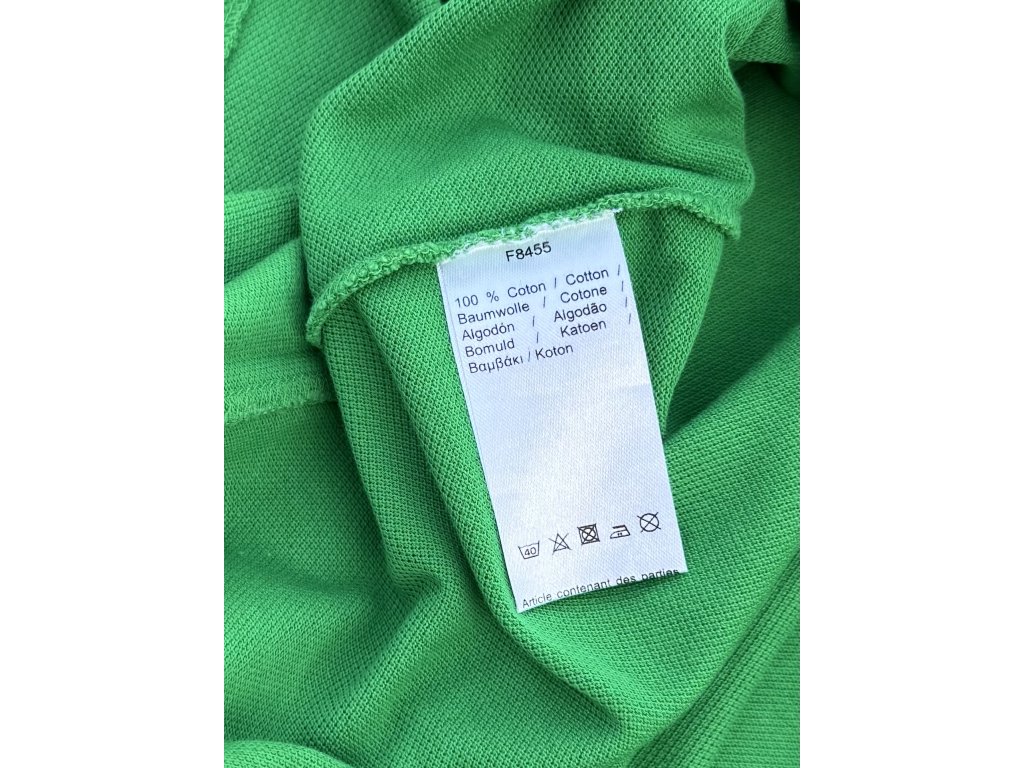 F8455
100 % Coton / Cotton /
Baumwolle / Cotone /
Algodón / Algodão /
Bomuld / Katoen /
Βαμβάκι / Koton
40
Article contenant des parties